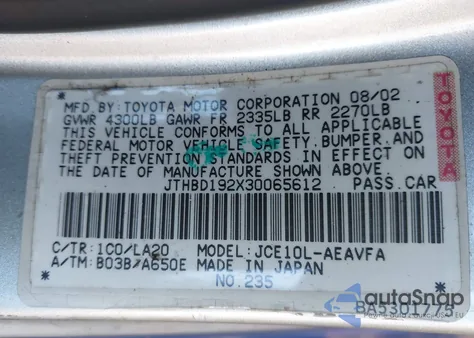 MFD.BY:TOYOTA MOTOR CORPORATION 08/02
GVWR 4300LB GAWR FR 2335LB RR 2270LB
THIS VEHICLE CONFORMS TO ALL APPLICABLE
FEDERAL MOTOR VEHICLE SAFETY,BUMPER,AND
THEFT PREVENTION STANDARDS IN EFFECT ON
THE DATE OF MANUFACTURE SHOWN ABOVE.
JTHBD192X30065612 PASS.CAR
C/TR:1C0/LA20 MODEL:JCE10L-AEAVFA
A/TM:B03B/A650E MADE IN JAPAN
NO.235
TOYOTA
autoSnap